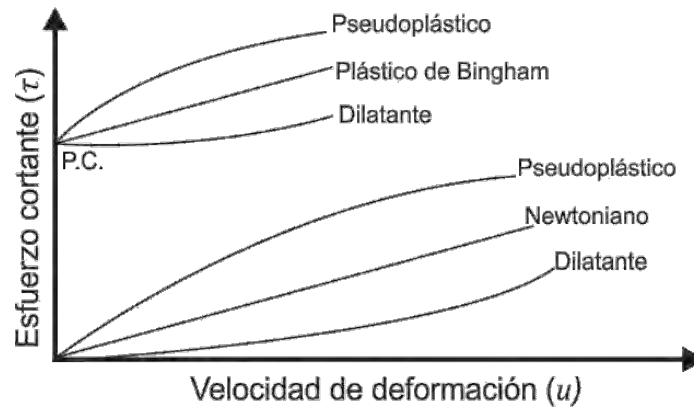 Pseudoplástico
Plástico de Bingham
Dilatante
P.C.
Pseudoplástico
Newtoniano
Dilatante
Esfuerzo cortante (τ)
Velocidad de deformación (u)